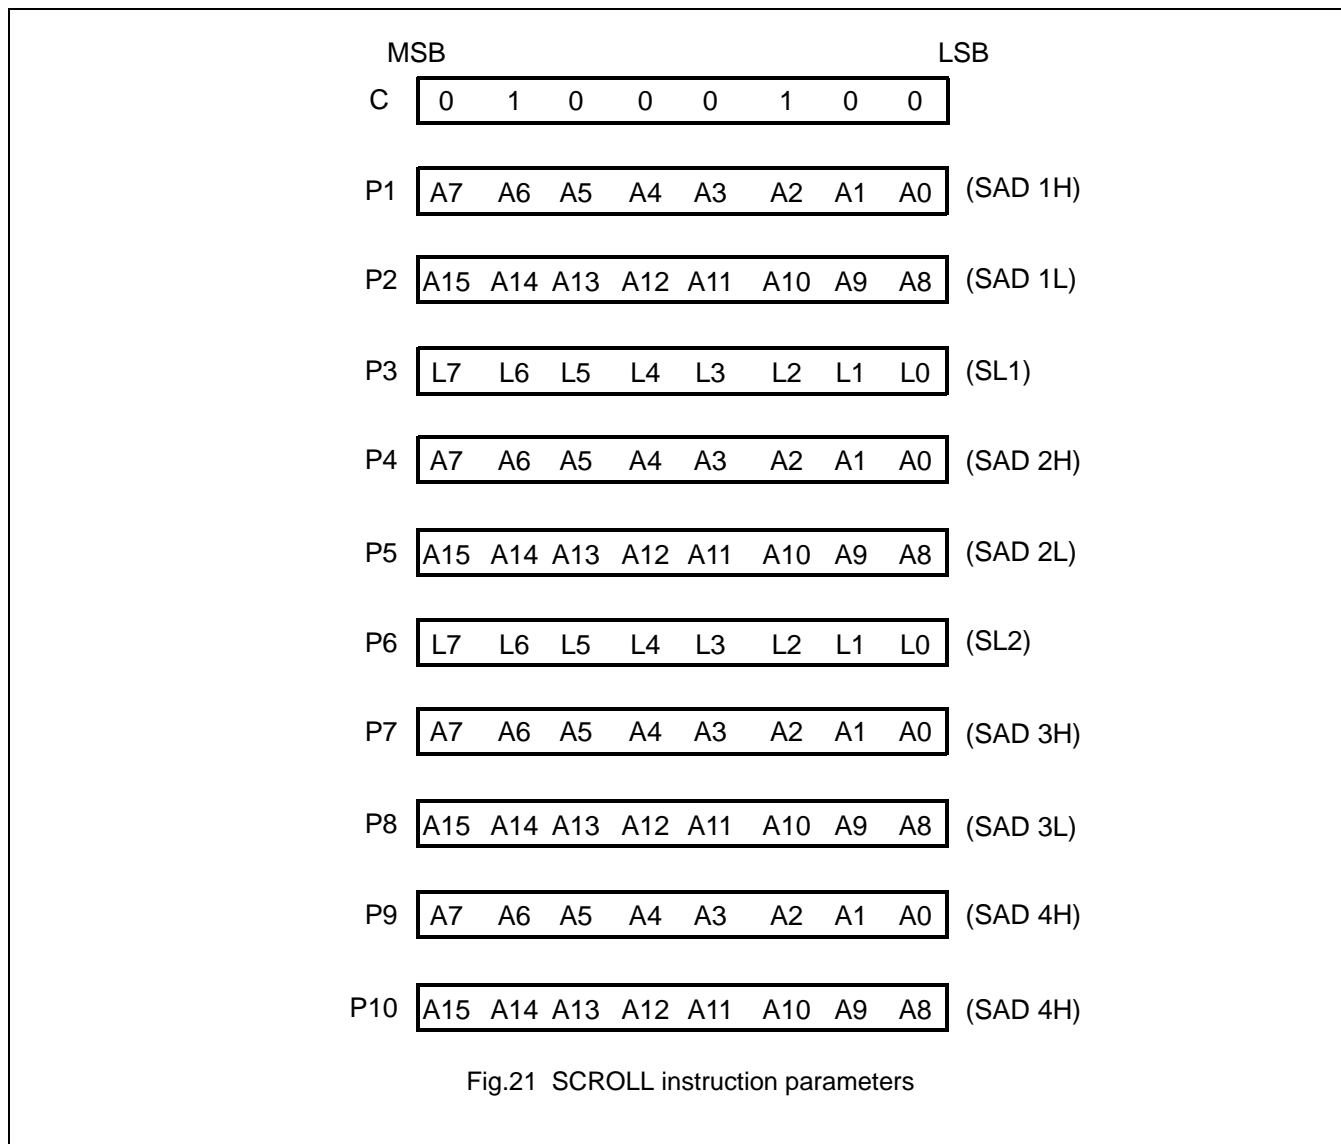 MSB LSB
C 0 1 0 0 0 1 0 0
P1 A7 A6 A5 A4 A3 A2 A1 A0 (SAD 1H)
P2 A15 A14 A13 A12 A11 A10 A9 A8 (SAD 1L)
P3 L7 L6 L5 L4 L3 L2 L1 L0 (SL1)
P4 A7 A6 A5 A4 A3 A2 A1 A0 (SAD 2H)
P5 A15 A14 A13 A12 A11 A10 A9 A8 (SAD 2L)
P6 L7 L6 L5 L4 L3 L2 L1 L0 (SL2)
P7 A7 A6 A5 A4 A3 A2 A1 A0 (SAD 3H)
P8 A15 A14 A13 A12 A11 A10 A9 A8 (SAD 3L)
P9 A7 A6 A5 A4 A3 A2 A1 A0 (SAD 4H)
P10 A15 A14 A13 A12 A11 A10 A9 A8 (SAD 4H)
Fig.21 SCROLL instruction parameters